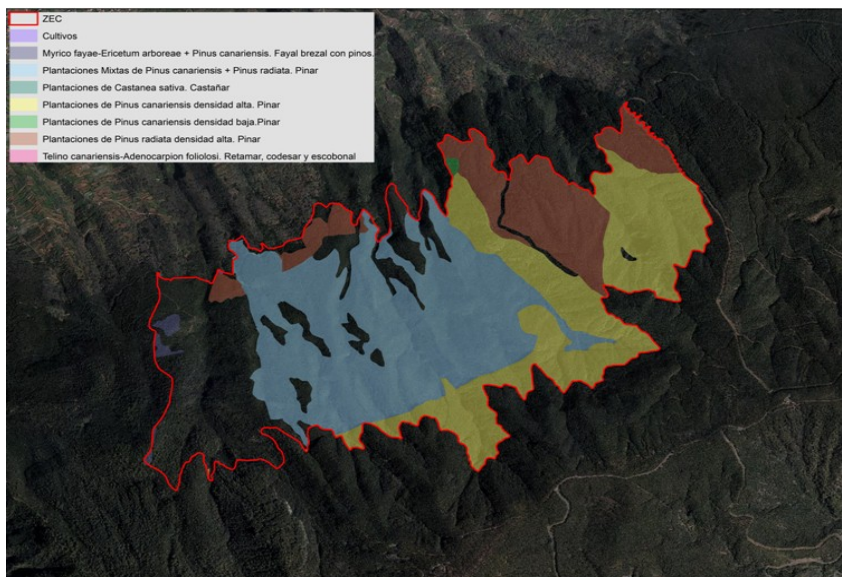 ZEC
Cultivos
Myrico fayae-Ericetum arboreae + Pinus canariensis. Fayal brezal con pinos.
Plantaciones Mixtas de Pinus canariensis + Pinus radiata. Pinar
Plantaciones de Castanea sativa. Castañar
Plantaciones de Pinus canariensis densidad alta. Pinar
Plantaciones de Pinus canariensis densidad baja.Pinar
Plantaciones de Pinus radiata densidad alta. Pinar
Telino canariensis-Adenocarpion foliolosi. Retamar, codesar y escobonal